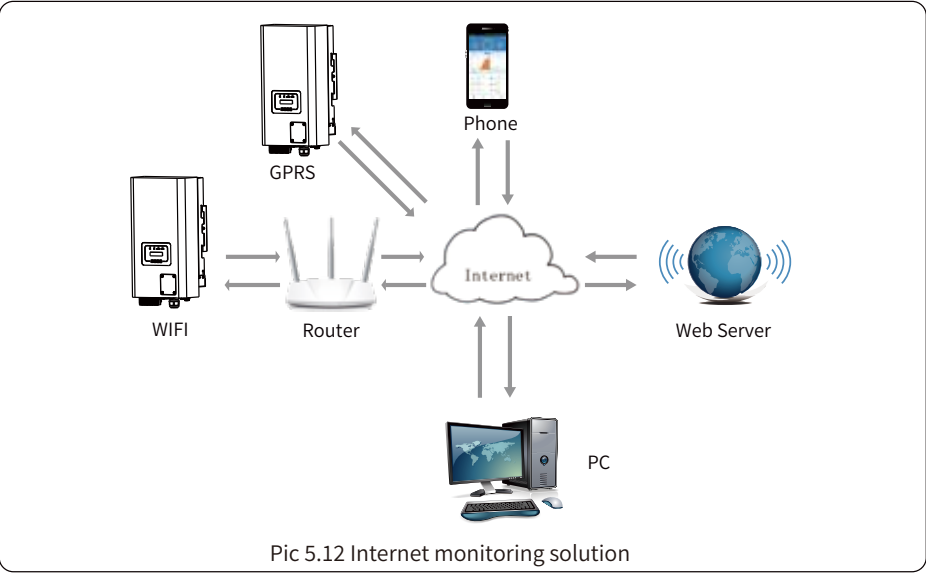 Phone
GPRS
Internet
WIFI
Router
Web Server
PC
Pic 5.12 Internet monitoring solution